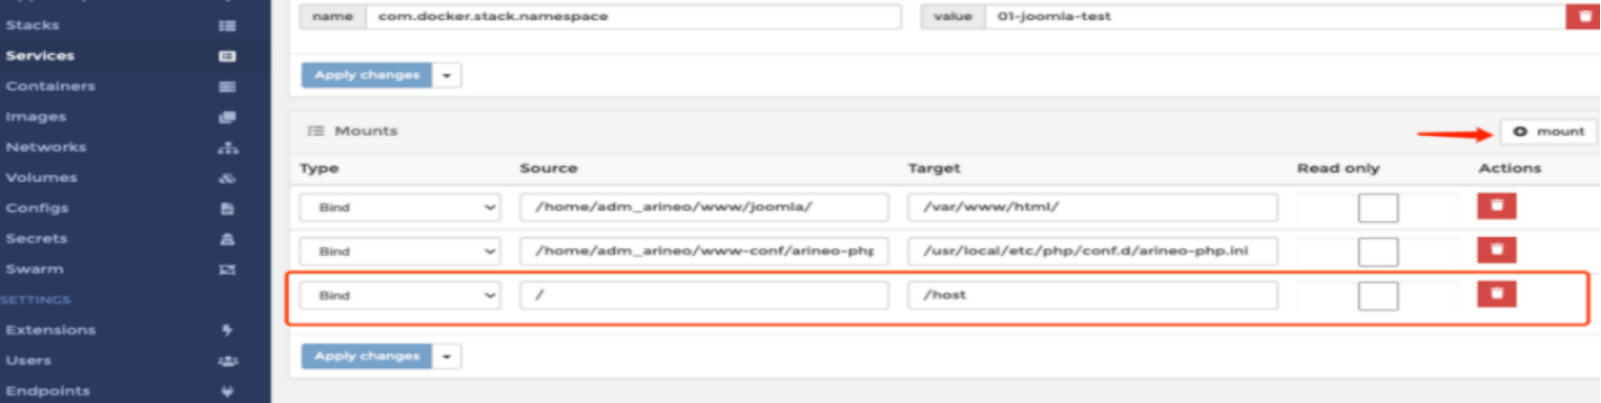 Stacks
Services
Containers
Images
Networks
Volumes
Configs
Secrets
Swarm
SETTINGS
Extensions
Users
Endpoints
name com.docker.stack.namespace value 01-joomla-test
Apply changes
Mounts mount
Type Source Target Read only Actions
Bind /home/adm_arineo/www/joomla/ /var/www/html/
Bind /home/adm_arineo/www-conf/arineo-php /usr/local/etc/php/conf.d/arineo-php.ini
Bind / /host
Apply changes